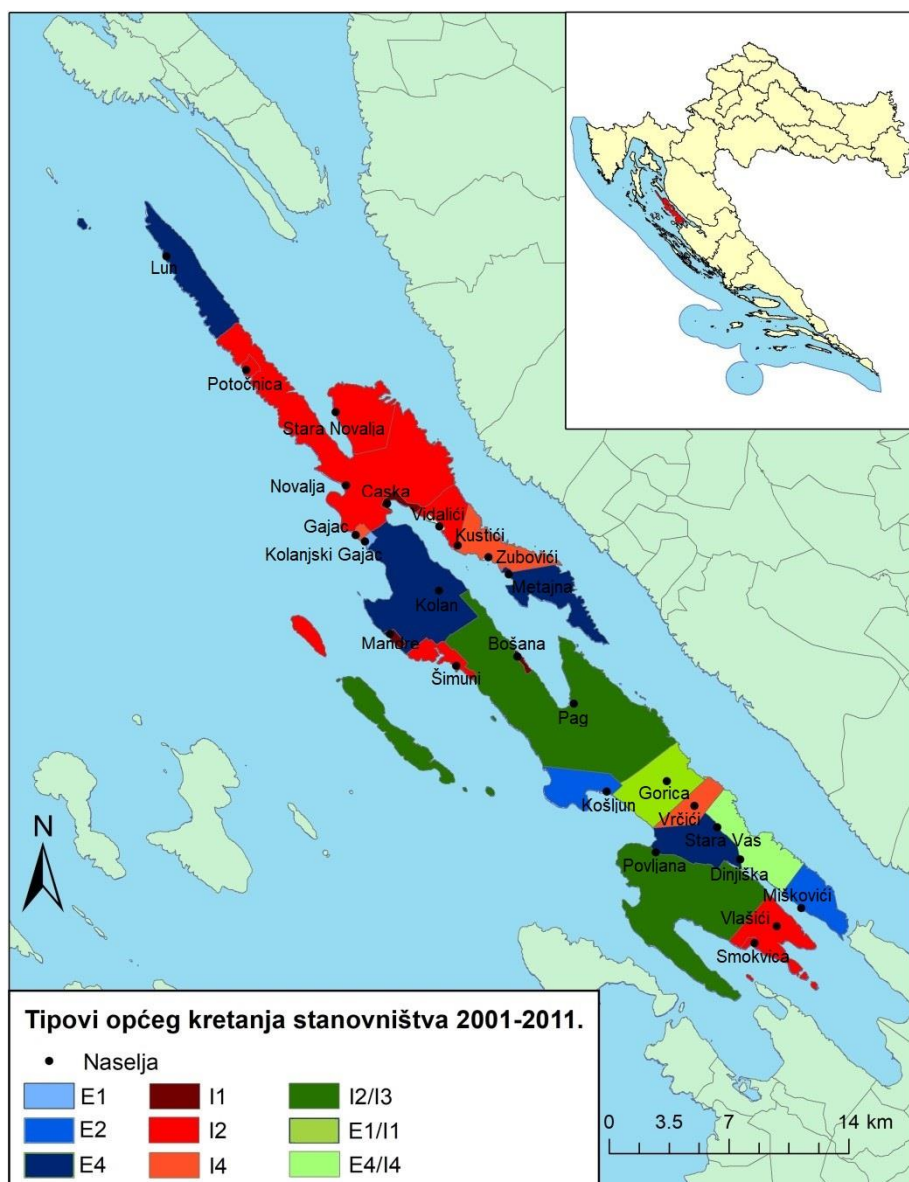 Lun
Potočnica
Stara Novalja
Novalja
Caska
Vidalići
Gajac
Kustići
Kolanjski Gajac
Zubovići
Metajna
Kolan
Mandre
Bošana
Šimuni
Pag
Gorica
Košljun
Vrčići
Stara Vas
Povljana
Dinjiška
Miškovići
Vlašići
Smokvica
N
Tipovi općeg kretanja stanovništva 2001-2011.
Naselja
E1 I1 I2/I3
E2 I2 E1/I1
E4 I4 E4/I4
0 3.5 7 14 km